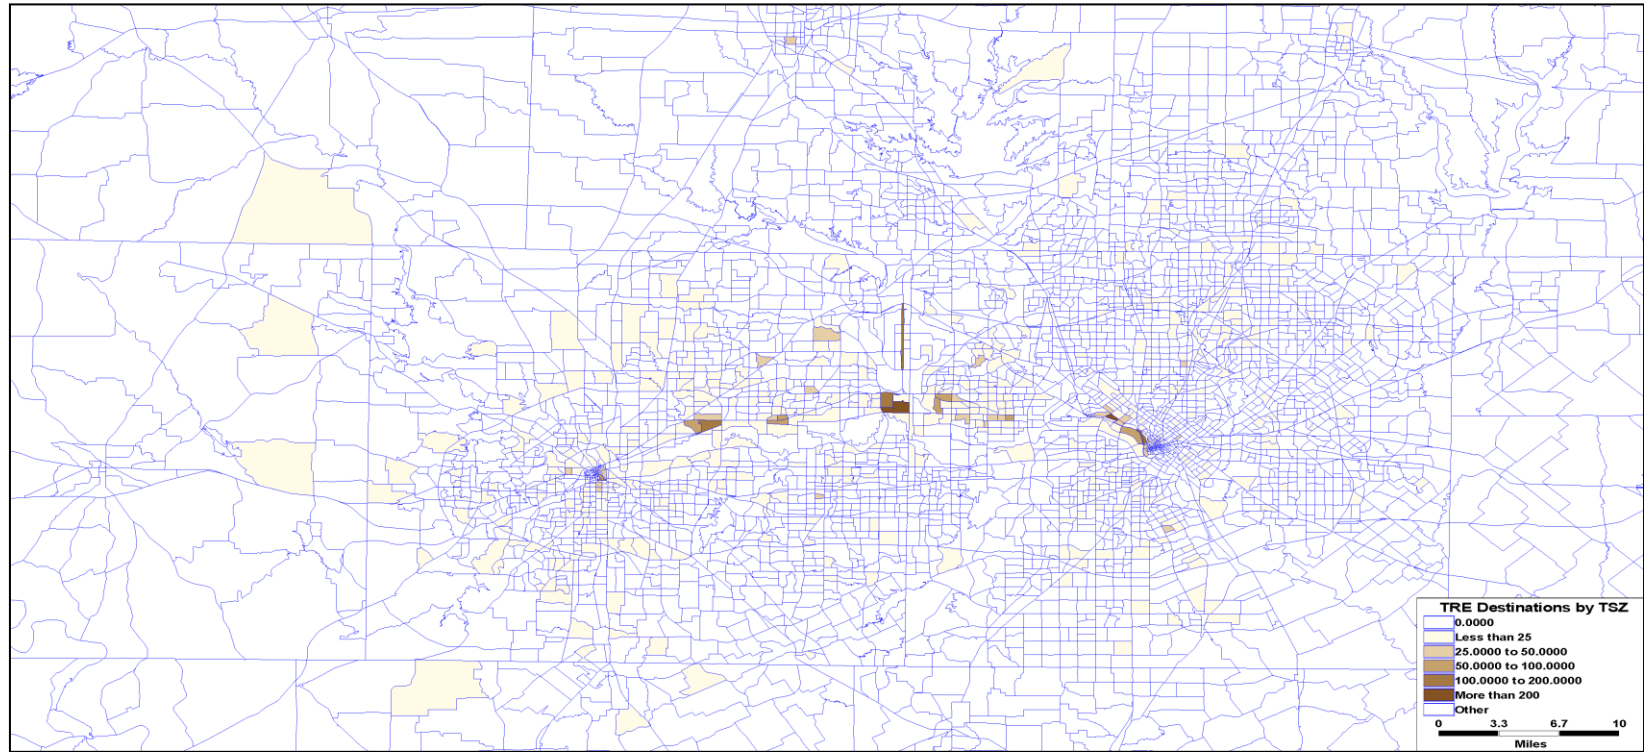 TRE Destinations by TSZ
0.0000
Less than 25
25.0000 to 50.0000
50.0000 to 100.0000
100.0000 to 200.0000
More than 200
Other
0 3.3 6.7 10
Miles